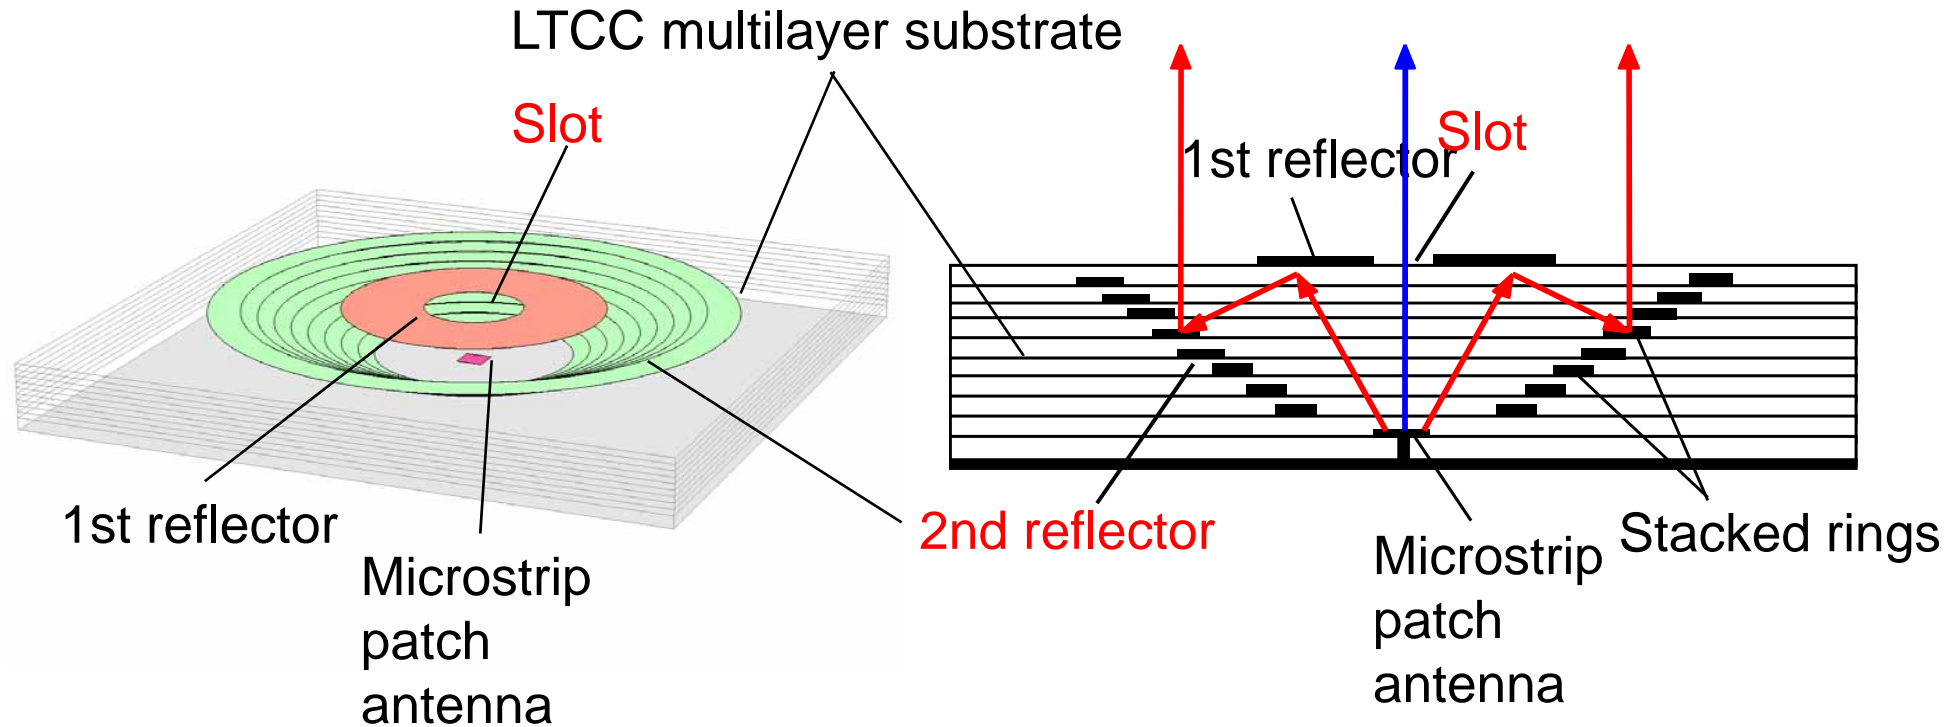 LTCC multilayer substrate
Slot
Slot
1st reflector
1st reflector
2nd reflector
Stacked rings
Microstrip
patch
antenna
Microstrip
patch
antenna